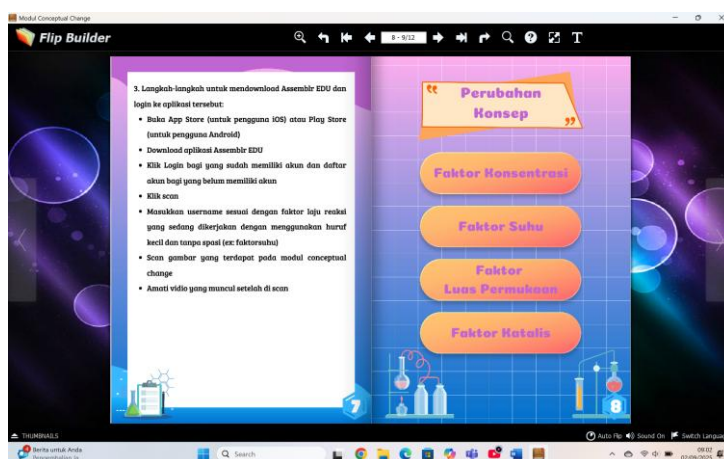 Modul Conceptual Change
Flip Builder
8 - 9/12
3. Langkah-langkah untuk mendownload Assemblr EDU dan
login ke aplikasi tersebut:
• Buka App Store (untuk pengguna iOS) atau Play Store
(untuk pengguna Android)
• Download aplikasi Assemblr EDU
• Klik Login bagi yang sudah memiliki akun dan daftar
akun bagi yang belum memiliki akun
• Klik scan
• Masukkan username sesuai dengan faktor laju reaksi
yang sedang dikerjakan dengan menggunakan huruf
kecil dan tanpa spasi (ex: faktorsuhu)
• Scan gambar yang terdapat pada modul conceptual
change
• Amati vidio yang muncul setelah di scan
7
Perubahan
Konsep
Faktor Konsentrasi
Faktor Suhu
Faktor
Luas Permukaan
Faktor Katalis
8
THUMBNAILS
Auto Flip
Sound On
Switch Languag
Berita untuk Anda
Search
09:02
02/09/2025